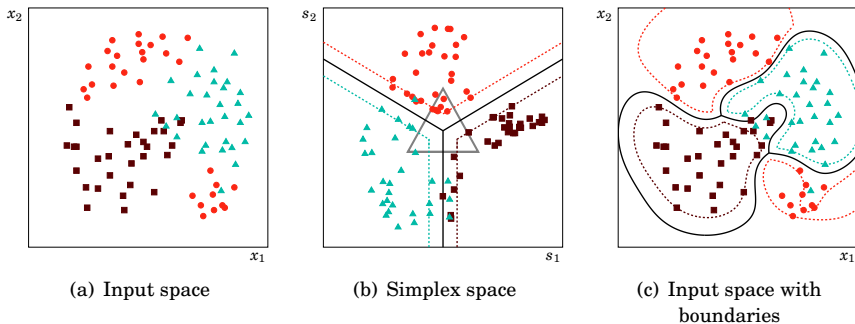 x2
x1
(a) Input space
s2
s1
(b) Simplex space
x2
x1
(c) Input space with
boundaries